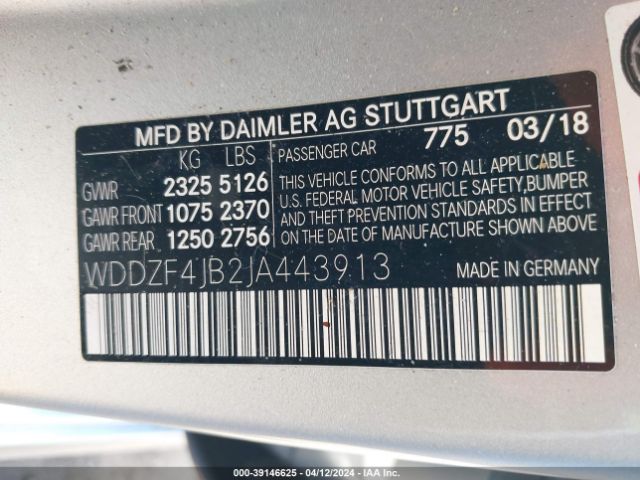 MFD BY DAIMLER AG STUTTGART
KG LBS
GVWR 2325 5126
GAWR FRONT 1075 2370
GAWR REAR 1250 2756
PASSENGER CAR 775 03/18
THIS VEHICLE CONFORMS TO ALL APPLICABLE
U.S. FEDERAL MOTOR VEHICLE SAFETY,BUMPER
AND THEFT PREVENTION STANDARDS IN EFFECT
ON THE DATE OF MANUFACTURE SHOWN ABOVE
WDDZF4JB2JA443913
MADE IN GERMANY
000-39146625 - 04/12/2024 - IAA Inc.